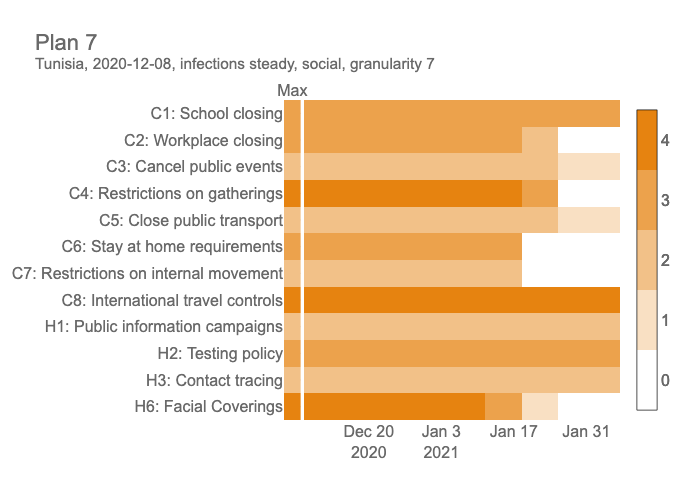 Plan 7
Tunisia, 2020-12-08, infections steady, social, granularity 7
Max
C1: School closing
C2: Workplace closing
C3: Cancel public events
C4: Restrictions on gatherings
C5: Close public transport
C6: Stay at home requirements
C7: Restrictions on internal movement
C8: International travel controls
H1: Public information campaigns
H2: Testing policy
H3: Contact tracing
H6: Facial Coverings
Dec 20 Jan 3 Jan 17 Jan 31
2020 2021
4
3
2
1
0